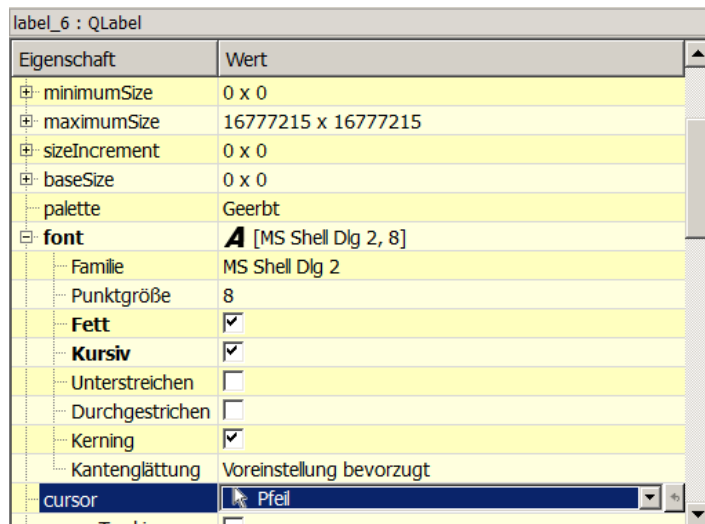 label_6 : QLabel
Eigenschaft Wert
minimumSize 0 x 0
maximumSize 16777215 x 16777215
sizeIncrement 0 x 0
baseSize 0 x 0
palette Geerbt
font A [MS Shell Dlg 2, 8]
Familie MS Shell Dlg 2
Punktgröße 8
Fett
Kursiv
Unterstreichen
Durchgestrichen
Kerning
Kantenglättung Voreinstellung bevorzugt
cursor Pfeil